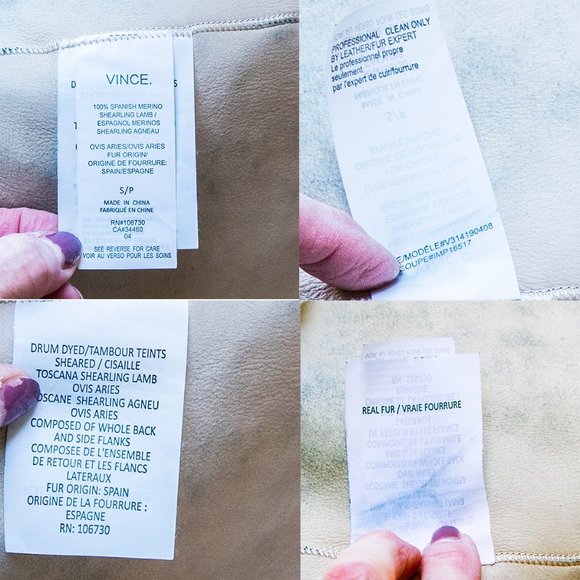 VINCE.
100% SPANISH MERINO
SHEARLING LAMB /
ESPAGNOL MERINOS
SHEARLING AGNEAU
OVIS ARIES/OVIS ARIES
FUR ORIGIN/
ORIGINE DE FOURRURE:
SPAIN/ESPAGNE
S/P
MADE IN CHINA
FABRIQUÉ EN CHINE
RN#106730
CA#34460
04
SEE REVERSE FOR CARE
VOIR AU VERSO POUR LES SOINS
PROFESSIONAL CLEAN ONLY
BY LEATHER/FUR EXPERT
Le professionnel propre
seulement
par l'expert de cuir/fourrure
E/MODÈLE#V314190408
COUPE#IMP16517
DRUM DYED/TAMBOUR TEINTS
SHEARED / CISAILLE
TOSCANA SHEARLING LAMB
OVIS ARIES
TOSCANE SHEARLING AGNEU
OVIS ARIES
COMPOSED OF WHOLE BACK
AND SIDE FLANKS
COMPOSEE DE L'ENSEMBLE
DE RETOUR ET LES FLANCS
LATERAUX
FUR ORIGIN: SPAIN
ORIGINE DE LA FOURRURE :
ESPAGNE
RN: 106730
REAL FUR / VRAIE FOURRURE